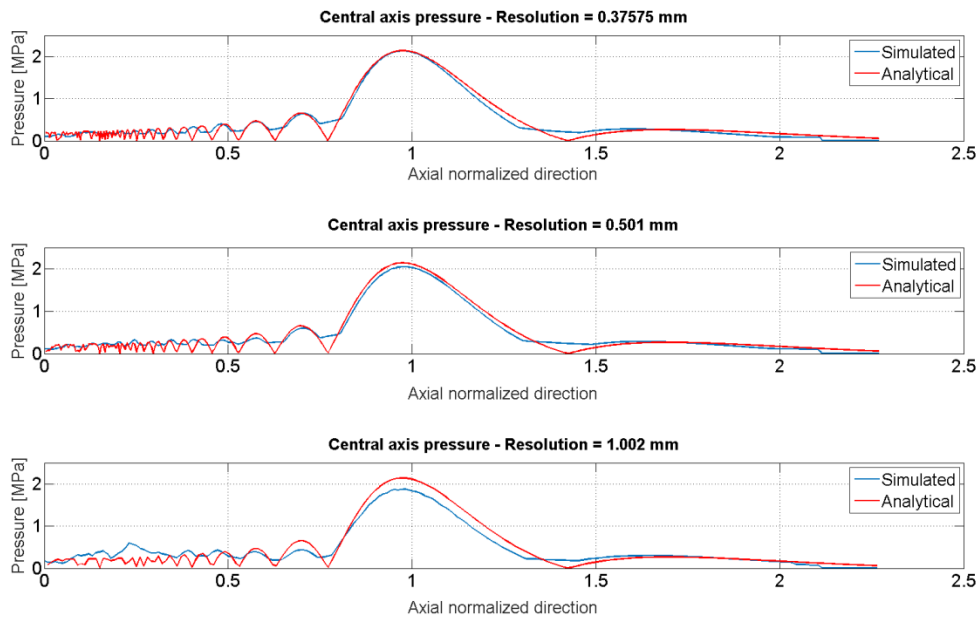 Central axis pressure - Resolution = 0.37575 mm
Pressure [MPa]
2
1
0
Simulated
Analytical
0 0.5 1 1.5 2 2.5
Axial normalized direction
Central axis pressure - Resolution = 0.501 mm
Pressure [MPa]
2
1
0
Simulated
Analytical
0 0.5 1 1.5 2 2.5
Axial normalized direction
Central axis pressure - Resolution = 1.002 mm
Pressure [MPa]
2
1
0
Simulated
Analytical
0 0.5 1 1.5 2 2.5
Axial normalized direction